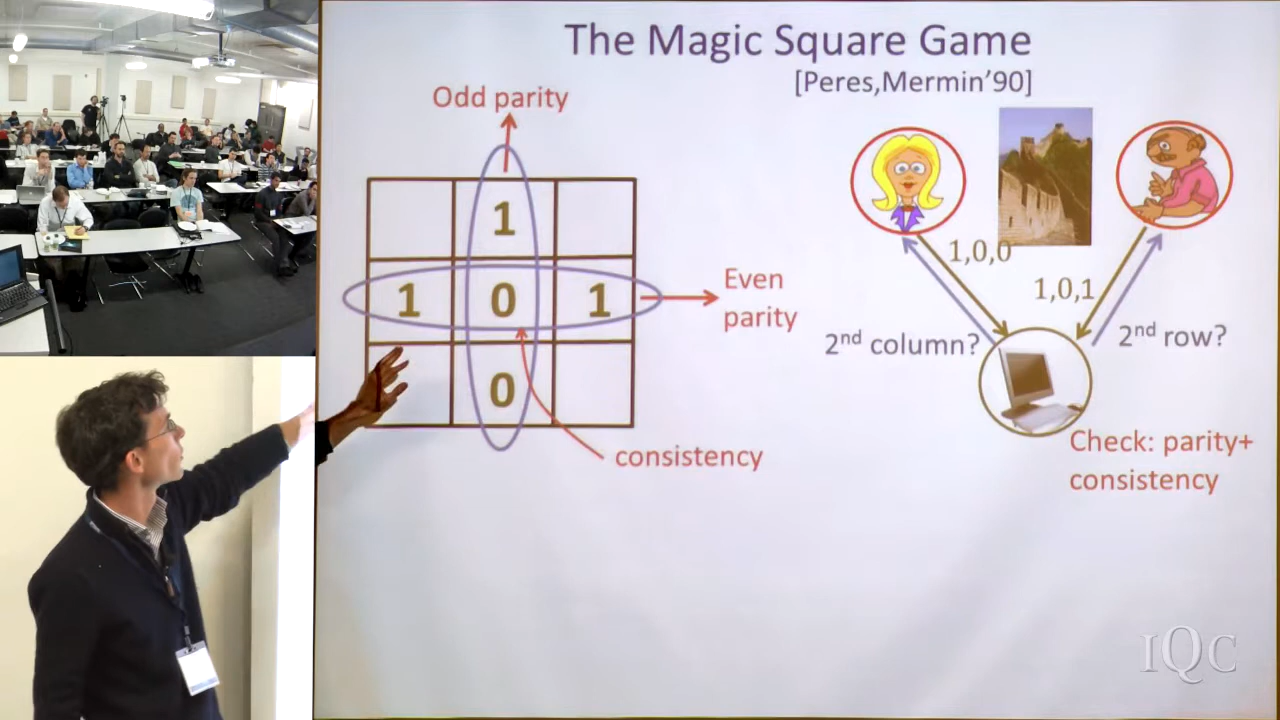 The Magic Square Game
[Peres,Mermin'90]
Odd parity
1
1 0 1
0
Even
parity
consistency
1,0,0
1,0,1
2nd column?
2nd row?
Check: parity+
consistency
IQC